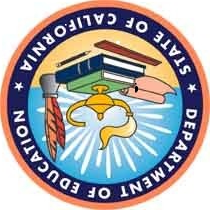 DEPARTMENT OF EDUCATION
STATE OF CALIFORNIA